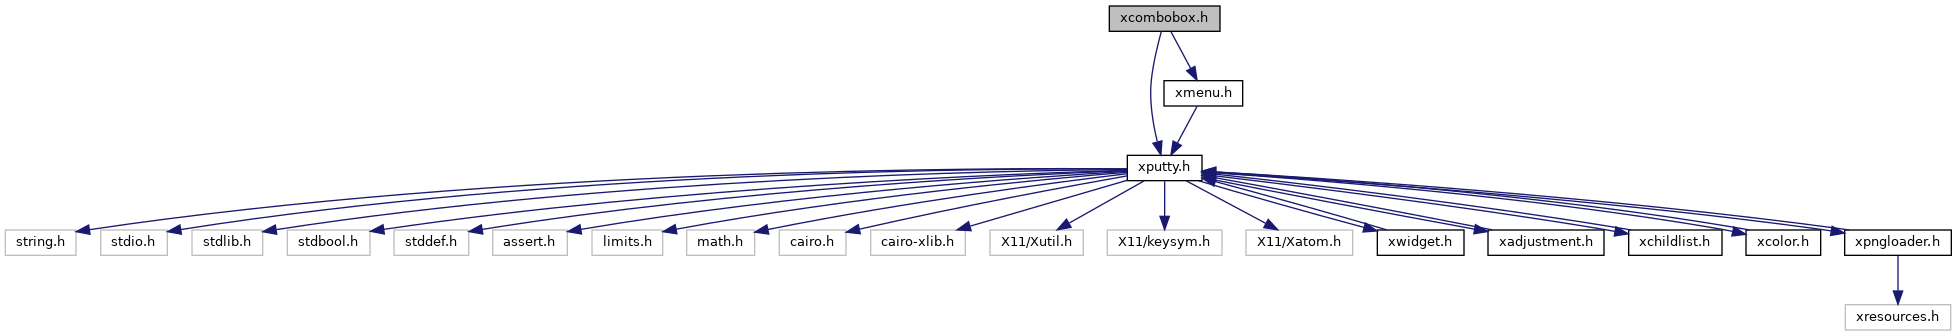 xcombobox.h
xmenu.h
xputty.h
string.h
stdio.h
stdlib.h
stdbool.h
stddef.h
assert.h
limits.h
math.h
cairo.h
cairo-xlib.h
X11/Xutil.h
X11/keysym.h
X11/Xatom.h
xwidget.h
xadjustment.h
xchildlist.h
xcolor.h
xpngloader.h
xresources.h